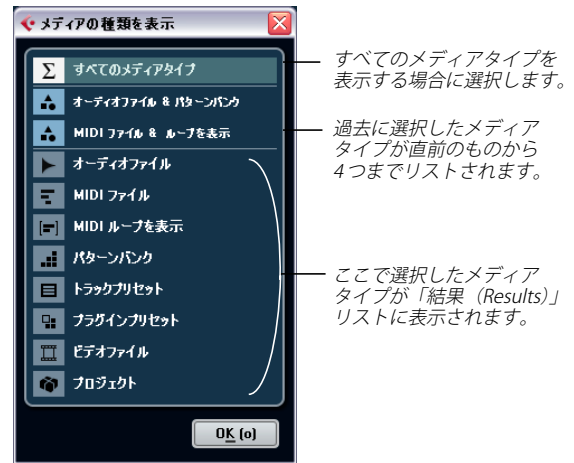 メディアの種類を表示
Σ すべてのメディアタイプ
オーディオファイル & パターンバンク
MIDI ファイル & ループを表示
オーディオファイル
MIDI ファイル
MIDI ループを表示
パターンバンク
トラックプリセット
プラグインプリセット
ビデオファイル
プロジェクト
OK (o)
すべてのメディアタイプを
表示する場合に選択します。
過去に選択したメディア
タイプが直前のものから
4つまでリストされます。
ここで選択したメディア
タイプが「結果（Results）」
リストに表示されます。